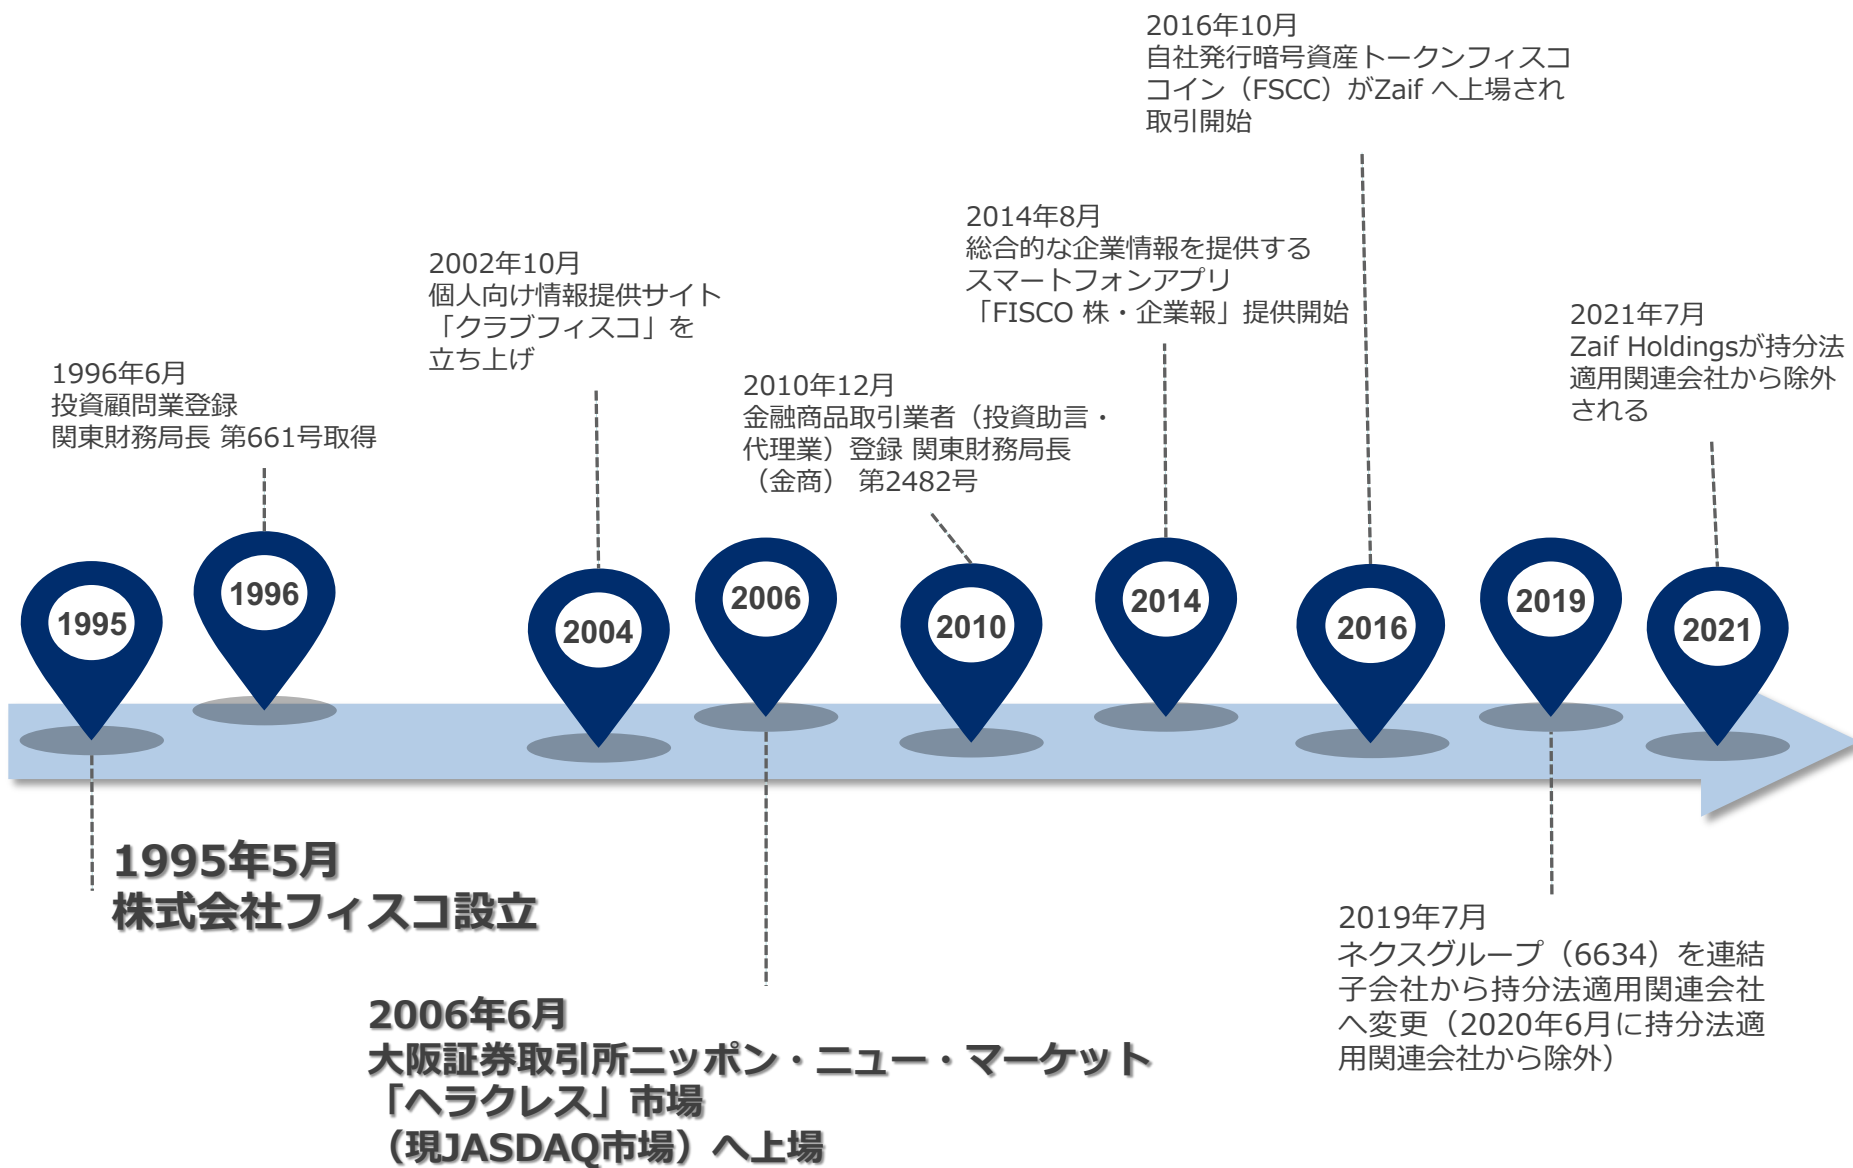 2016年10月
自社発行暗号資産トークンフィスコ
コイン（FSCC）がZaif へ上場され
取引開始
2014年8月
総合的な企業情報を提供する
スマートフォンアプリ
「FISCO 株・企業報」提供開始
2002年10月
個人向け情報提供サイト
「クラブフィスコ」を
立ち上げ
2021年7月
Zaif Holdingsが持分法
適用関連会社から除外
される
1996年6月
投資顧問業登録
関東財務局長 第661号取得
2010年12月
金融商品取引業者（投資助言・
代理業）登録 関東財務局長
（金商） 第2482号
1995
1996
2004
2006
2010
2014
2016
2019
2021
1995年5月
株式会社フィスコ設立
2006年6月
大阪証券取引所ニッポン・ニュー・マーケット
「ヘラクレス」市場
（現JASDAQ市場）へ上場
2019年7月
ネクスグループ（6634）を連結
子会社から持分法適用関連会社
へ変更（2020年6月に持分法適
用関連会社から除外）